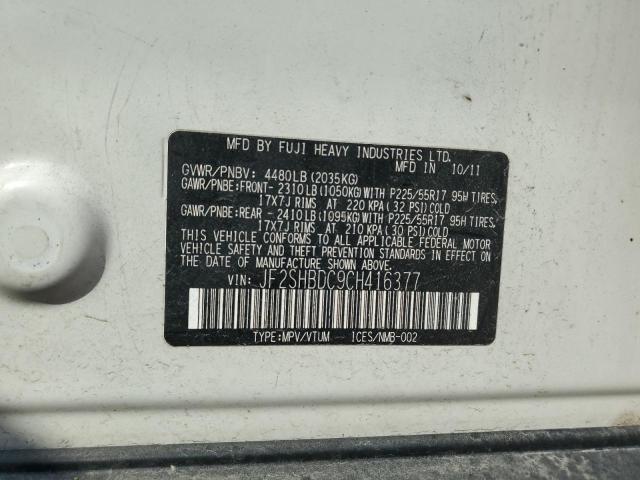 MFD BY FUJI HEAVY INDUSTRIES LTD.
MFD IN 10/11
GVWR/PNBV: 4480LB (2035KG)
GAWR/PNBE:FRONT- 2310LB(1050KG)WITH P225/55R17 95H TIRES,
17X7J RIMS AT 220 KPA(32 PSI)COLD
GAWR/PNBE:REAR - 2410LB(1095KG)WITH P225/55R17 95H TIRES,
17X7J RIMS AT 210 KPA(30 PSI)COLD
THIS VEHICLE CONFORMS TO ALL APPLICABLE FEDERAL MOTOR
VEHICLE SAFETY AND THEFT PREVENTION STANDARDS IN EFFECT ON
THE DATE OF MANUFACTURE SHOWN ABOVE.
VIN: JF2SHBDC9CH416377
TYPE:MPV/VTUM ICES/NMB-002